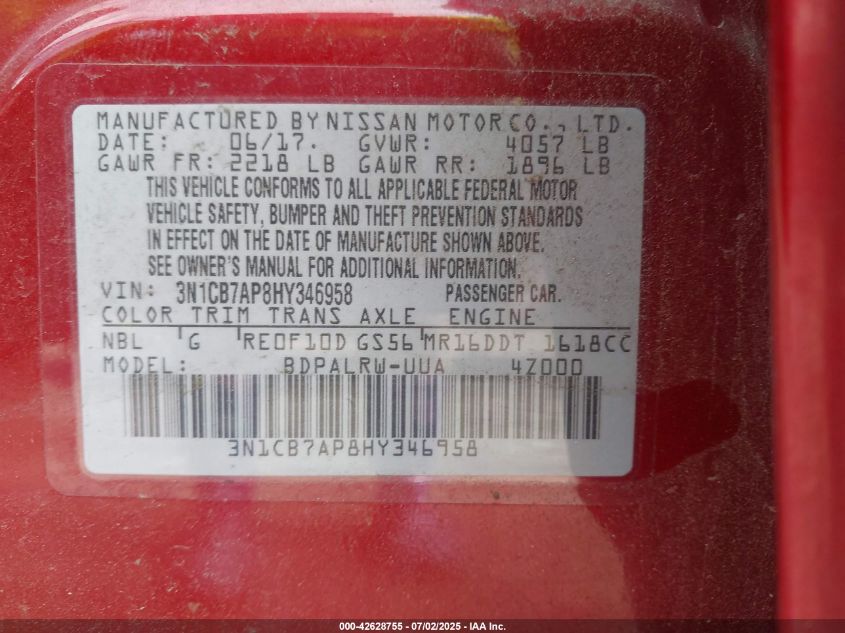 MANUFACTURED BY NISSAN MOTOR CO., LTD.
DATE: 06/17. GVWR: 4057 LB
GAWR FR: 2218 LB GAWR RR: 1896 LB
THIS VEHICLE CONFORMS TO ALL APPLICABLE FEDERAL MOTOR
VEHICLE SAFETY, BUMPER AND THEFT PREVENTION STANDARDS
IN EFFECT ON THE DATE OF MANUFACTURE SHOWN ABOVE.
SEE OWNER'S MANUAL FOR ADDITIONAL INFORMATION.
VIN: 3N1CB7AP8HY346958 PASSENGER CAR.
COLOR TRIM TRANS AXLE ENGINE
NBL G RE0F10D GS56 MR16DDT 1618CC
MODEL: BDPALRW-UUA 4Z000
3N1CB7AP8HY346958
000-42628755 - 07/02/2025 - IAA Inc.